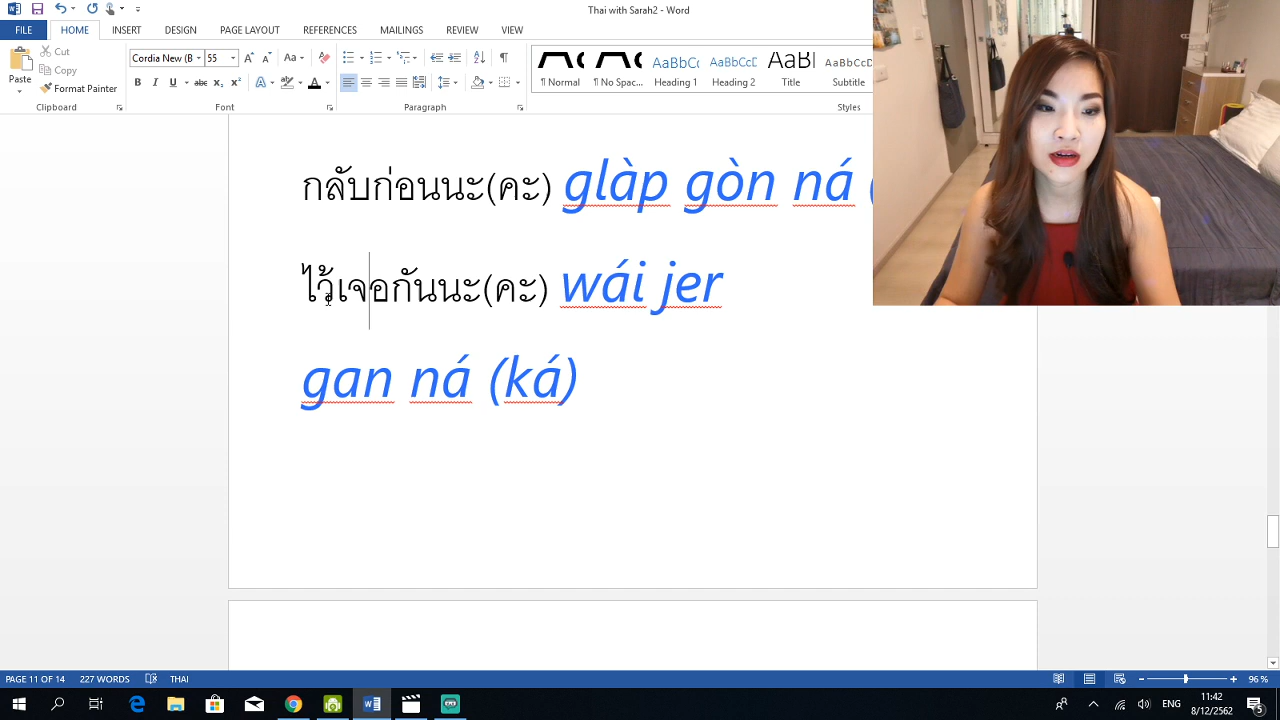 Thai with Sarah2 - Word
FILE HOME INSERT DESIGN PAGE LAYOUT REFERENCES MAILINGS REVIEW VIEW
Paste
Cut
Copy
Format Painter
Cordia New (B 55
AaBbCc AaBbCcD AaBl AaBbCcD
¶ Normal ¶ No Spac... Heading 1 Heading 2 Title Subtitle
Clipboard Font Paragraph Styles
กลับก่อนนะ(คะ) glàp gòn ná (
ไว้เจอกันนะ(คะ) wái jer
gan ná (ká)
PAGE 11 OF 14 227 WORDS THAI 96 %
ENG
11:42
8/12/2562
5